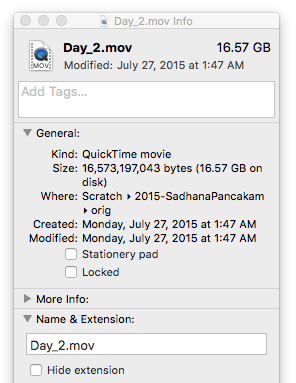 Day_2.mov Info
MOV
Day_2.mov 16.57 GB
Modified: July 27, 2015 at 1:47 AM
Add Tags...
General:
Kind: QuickTime movie
Size: 16,573,197,043 bytes (16.57 GB on
disk)
Where: Scratch ▸ 2015-SadhanaPancakam
▸ orig
Created: Monday, July 27, 2015 at 1:47 AM
Modified: Monday, July 27, 2015 at 1:47 AM
Stationery pad
Locked
More Info:
Name & Extension:
Day_2.mov
Hide extension